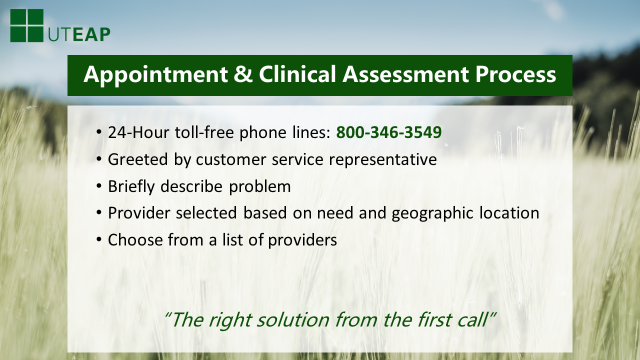 UTEAP
Appointment & Clinical Assessment Process
• 24-Hour toll-free phone lines: 800-346-3549
• Greeted by customer service representative
• Briefly describe problem
• Provider selected based on need and geographic location
• Choose from a list of providers
“The right solution from the first call”